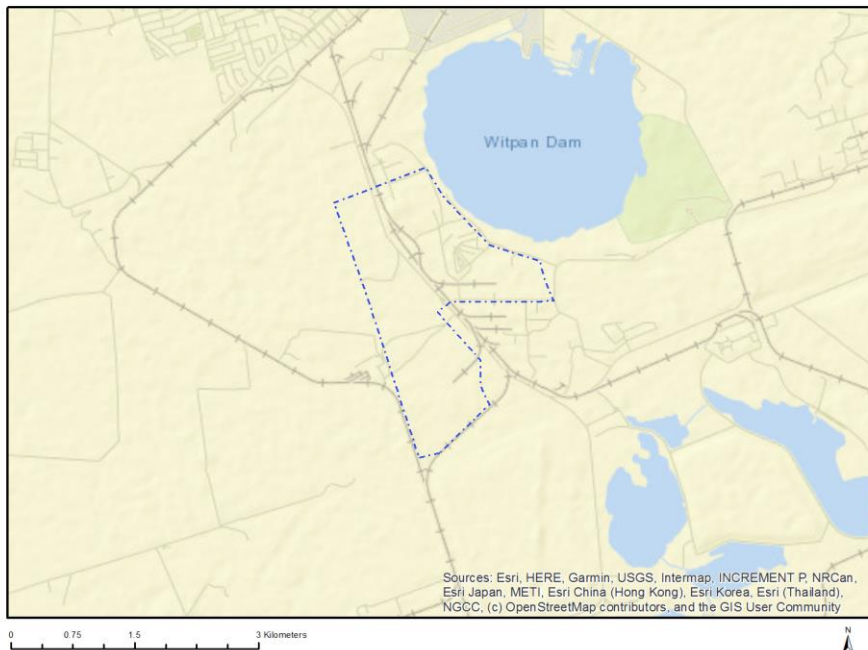 Witpan Dam
Sources: Esri, HERE, Garmin, USGS, Intermap, INCREMENT P, NRCan,
Esri Japan, METI, Esri China (Hong Kong), Esri Korea, Esri (Thailand),
NGCC, (c) OpenStreetMap contributors, and the GIS User Community
0 0.75 1.5 3 Kilometers
N